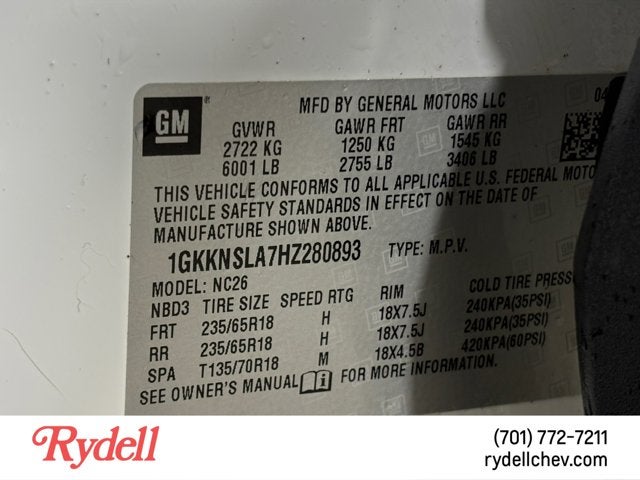 GM
MFD BY GENERAL MOTORS LLC
04
GVWR GAWR FRT GAWR RR
2722 KG 1250 KG 1545 KG
6001 LB 2755 LB 3406 LB
THIS VEHICLE CONFORMS TO ALL APPLICABLE U.S. FEDERAL MOTO
VEHICLE SAFETY STANDARDS IN EFFECT ON THE DATE OF
MANUFACTURE SHOWN ABOVE.
1GKKNSLA7HZ280893 TYPE: M.P.V.
MODEL: NC26
NBD3 TIRE SIZE SPEED RTG RIM COLD TIRE PRESS
FRT 235/65R18 H 18X7.5J 240KPA(35PSI)
RR 235/65R18 H 18X7.5J 240KPA(35PSI)
SPA T135/70R18 M 18X4.5B 420KPA(60PSI)
SEE OWNER'S MANUAL FOR MORE INFORMATION.
Rydell
(701) 772-7211
rydellchev.com